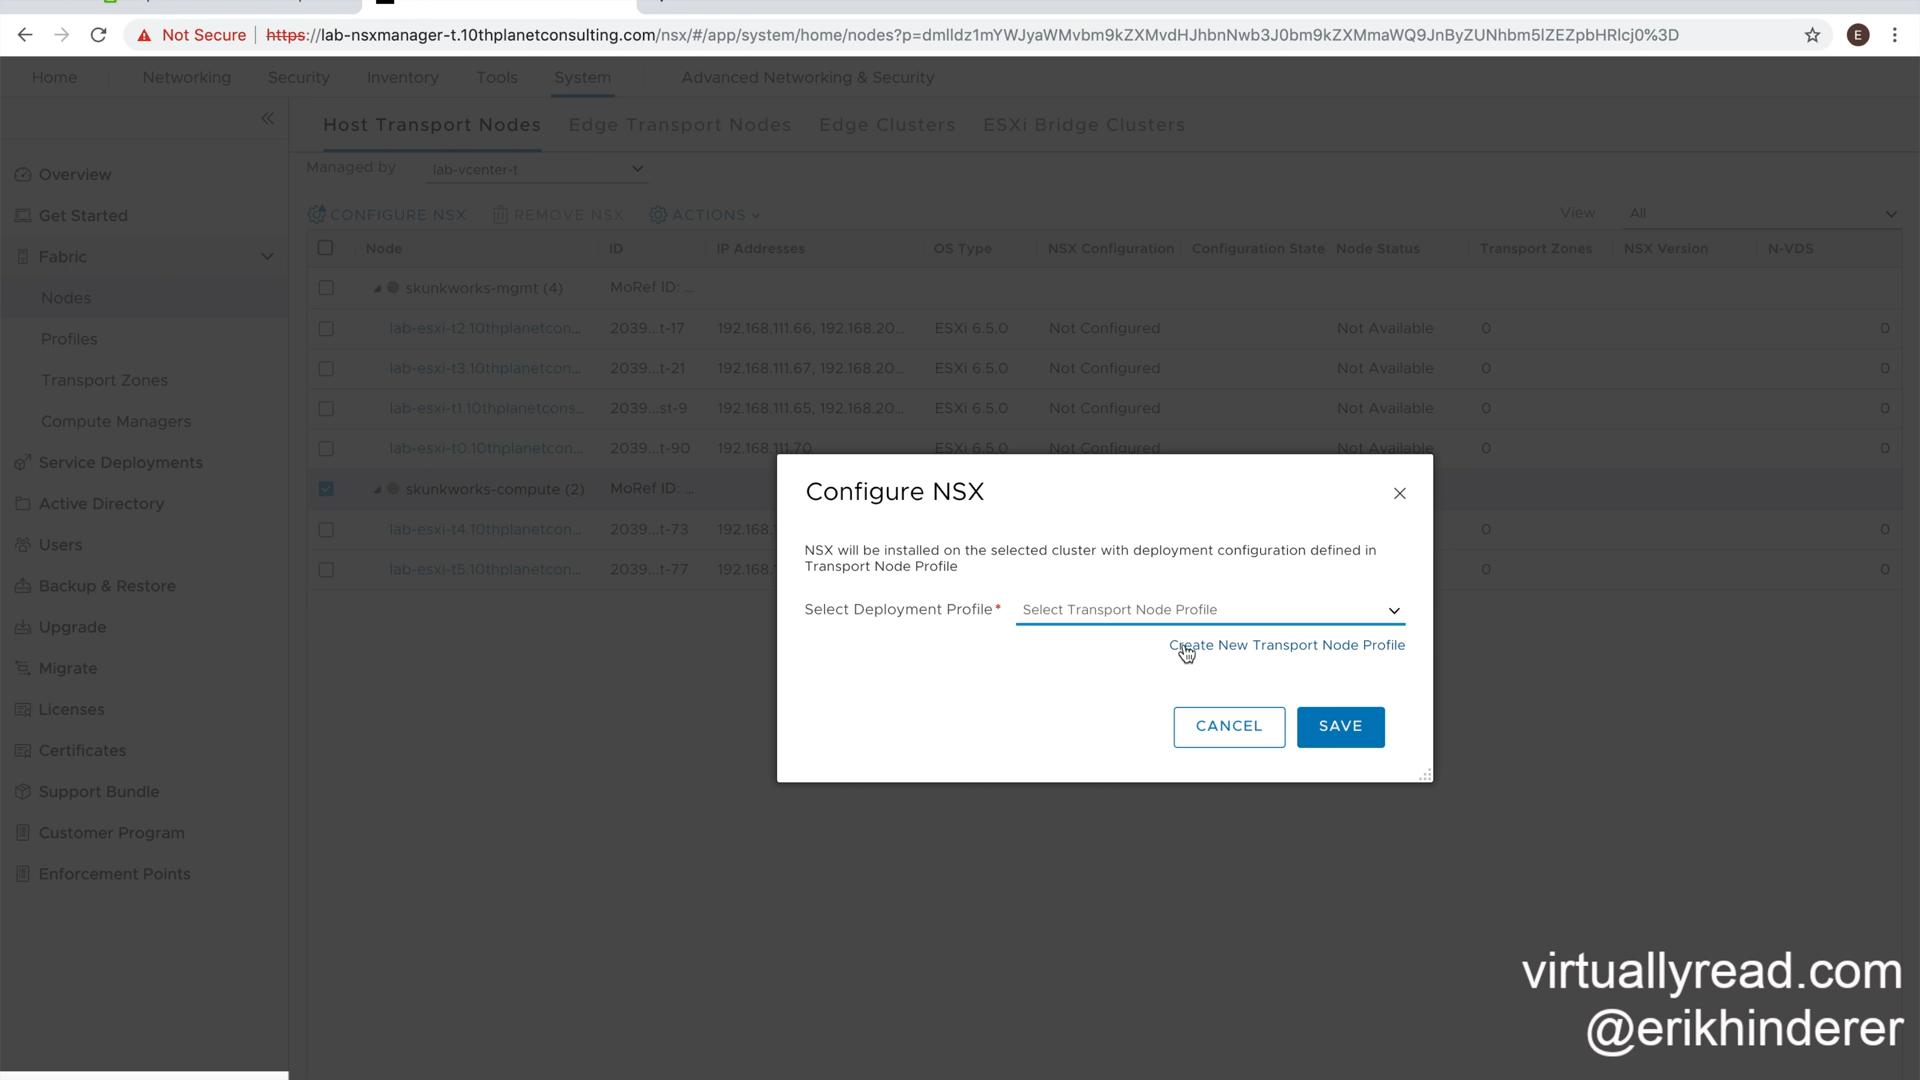 Not Secure
https://lab-nsxmanager-t.10thplanetconsulting.com/nsx/#/app/system/home/nodes?p=dmlldz1mYWJyaWMvbm9kZXMvdHJhbnNwb3J0bm9kZXMmaWQ9JnByZUNhbm5lZEZpbHRlcj0%3D
E
Home Networking Security Inventory Tools System Advanced Networking & Security
Host Transport Nodes Edge Transport Nodes Edge Clusters ESXi Bridge Clusters
Managed by lab-vcenter-t
CONFIGURE NSX REMOVE NSX ACTIONS View All
Overview
Get Started
Fabric
Nodes
Profiles
Transport Zones
Compute Managers
Service Deployments
Active Directory
Users
Backup & Restore
Upgrade
Migrate
Licenses
Certificates
Support Bundle
Customer Program
Enforcement Points
Node ID IP Addresses OS Type NSX Configuration Configuration State Node Status Transport Zones NSX Version N-VDS
skunkworks-mgmt (4) MoRef ID: ...
lab-esxi-t2.10thplanetcon... 2039...t-17 192.168.111.66, 192.168.20... ESXi 6.5.0 Not Configured Not Available 0 0
lab-esxi-t3.10thplanetcon... 2039...t-21 192.168.111.67, 192.168.20... ESXi 6.5.0 Not Configured Not Available 0 0
lab-esxi-t1.10thplanetcons... 2039...st-9 192.168.111.65, 192.168.20... ESXi 6.5.0 Not Configured Not Available 0 0
lab-esxi-t0.10thplanetcon... 2039...t-90 192.168.111.70 ESXi 6.5.0 Not Configured Not Available 0 0
skunkworks-compute (2) MoRef ID: ...
lab-esxi-t4.10thplanetcon... 2039...t-73 192.168. 0 0
lab-esxi-t5.10thplanetcon... 2039...t-77 192.168. 0 0
Configure NSX
NSX will be installed on the selected cluster with deployment configuration defined in
Transport Node Profile
Select Deployment Profile* Select Transport Node Profile
Create New Transport Node Profile
CANCEL SAVE
virtuallyread.com
@erikhinderer